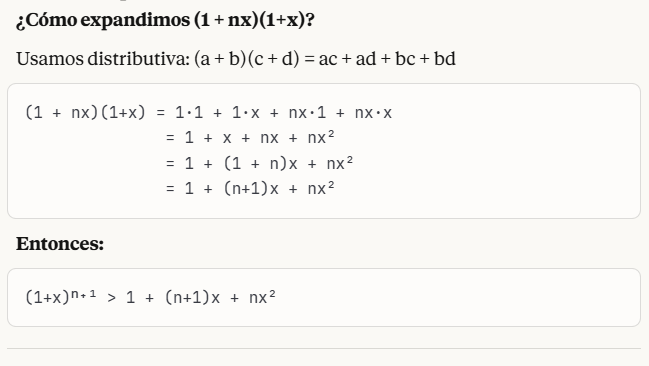 ¿Cómo expandimos (1 + nx)(1+x)?
Usamos distributiva: (a + b)(c + d) = ac + ad + bc + bd
(1 + nx)(1+x) = 1·1 + 1·x + nx·1 + nx·x
= 1 + x + nx + nx²
= 1 + (1 + n)x + nx²
= 1 + (n+1)x + nx²
Entonces:
(1+x)ⁿ⁺¹ > 1 + (n+1)x + nx²